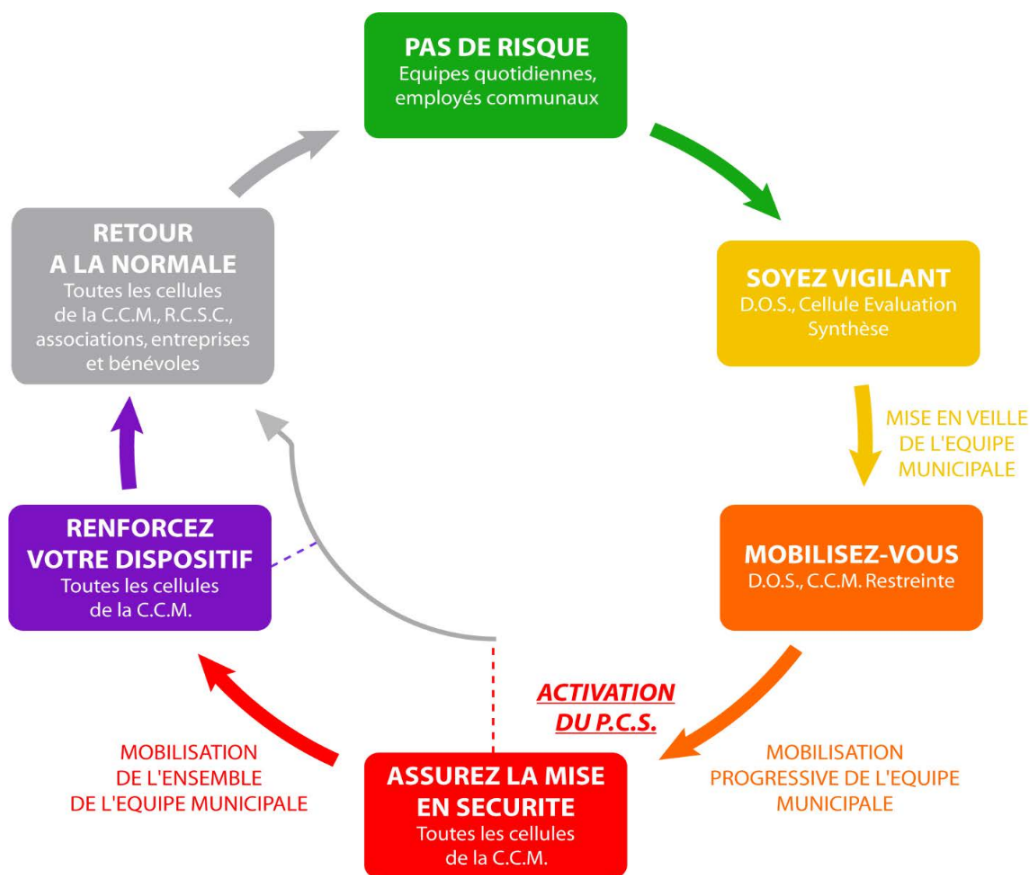 PAS DE RISQUE
Equipes quotidiennes,
employés communaux
SOYEZ VIGILANT
D.O.S., Cellule Evaluation
Synthèse
MISE EN VEILLE
DE L'EQUIPE
MUNICIPALE
MOBILISEZ-VOUS
D.O.S., C.C.M. Restreinte
MOBILISATION
PROGRESSIVE DE L'EQUIPE
MUNICIPALE
ACTIVATION
DU P.C.S.
ASSUREZ LA MISE
EN SECURITE
Toutes les cellules
de la C.C.M.
MOBILISATION
DE L'ENSEMBLE
DE L'EQUIPE MUNICIPALE
RENFORCEZ
VOTRE DISPOSITIF
Toutes les cellules
de la C.C.M.
RETOUR
A LA NORMALE
Toutes les cellules
de la C.C.M., R.C.S.C.,
associations, entreprises
et bénévoles